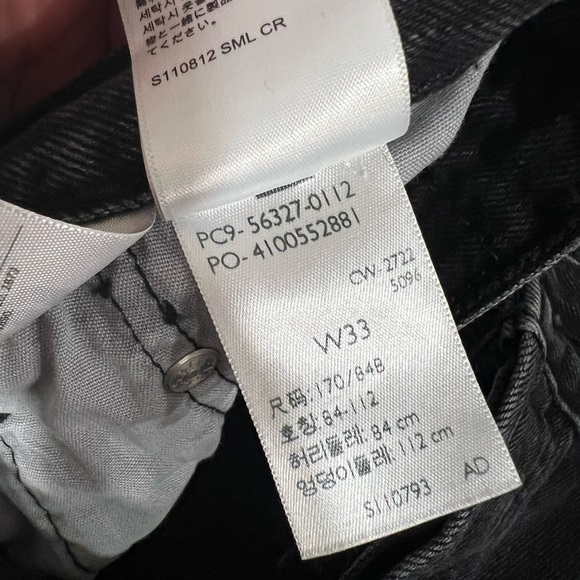 ください。
S110812 SML CR
PC9- 56327-0112
PO- 4100552881
CW-2722
5096
W33
尺码:170/84B
호칭: 84-112
허리둘레: 84 cm
엉덩이둘레: 112 cm
S110793 AD